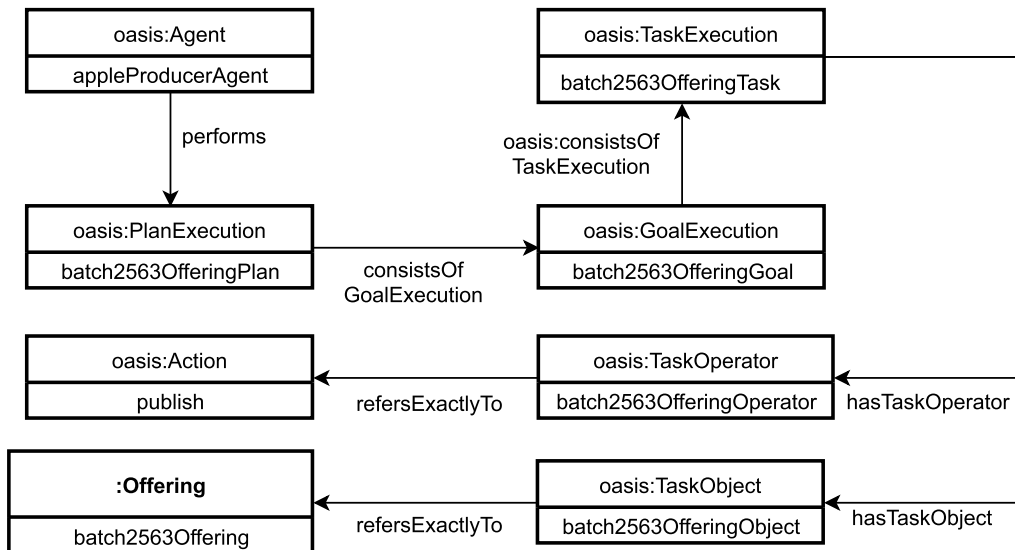 oasis:Agent
appleProducerAgent
oasis:TaskExecution
batch2563OfferingTask
performs
oasis:consistsOf
TaskExecution
oasis:PlanExecution
batch2563OfferingPlan
consistsOf
GoalExecution
oasis:GoalExecution
batch2563OfferingGoal
oasis:Action
publish
refersExactlyTo
oasis:TaskOperator
batch2563OfferingOperator
hasTaskOperator
:Offering
batch2563Offering
refersExactlyTo
oasis:TaskObject
batch2563OfferingObject
hasTaskObject